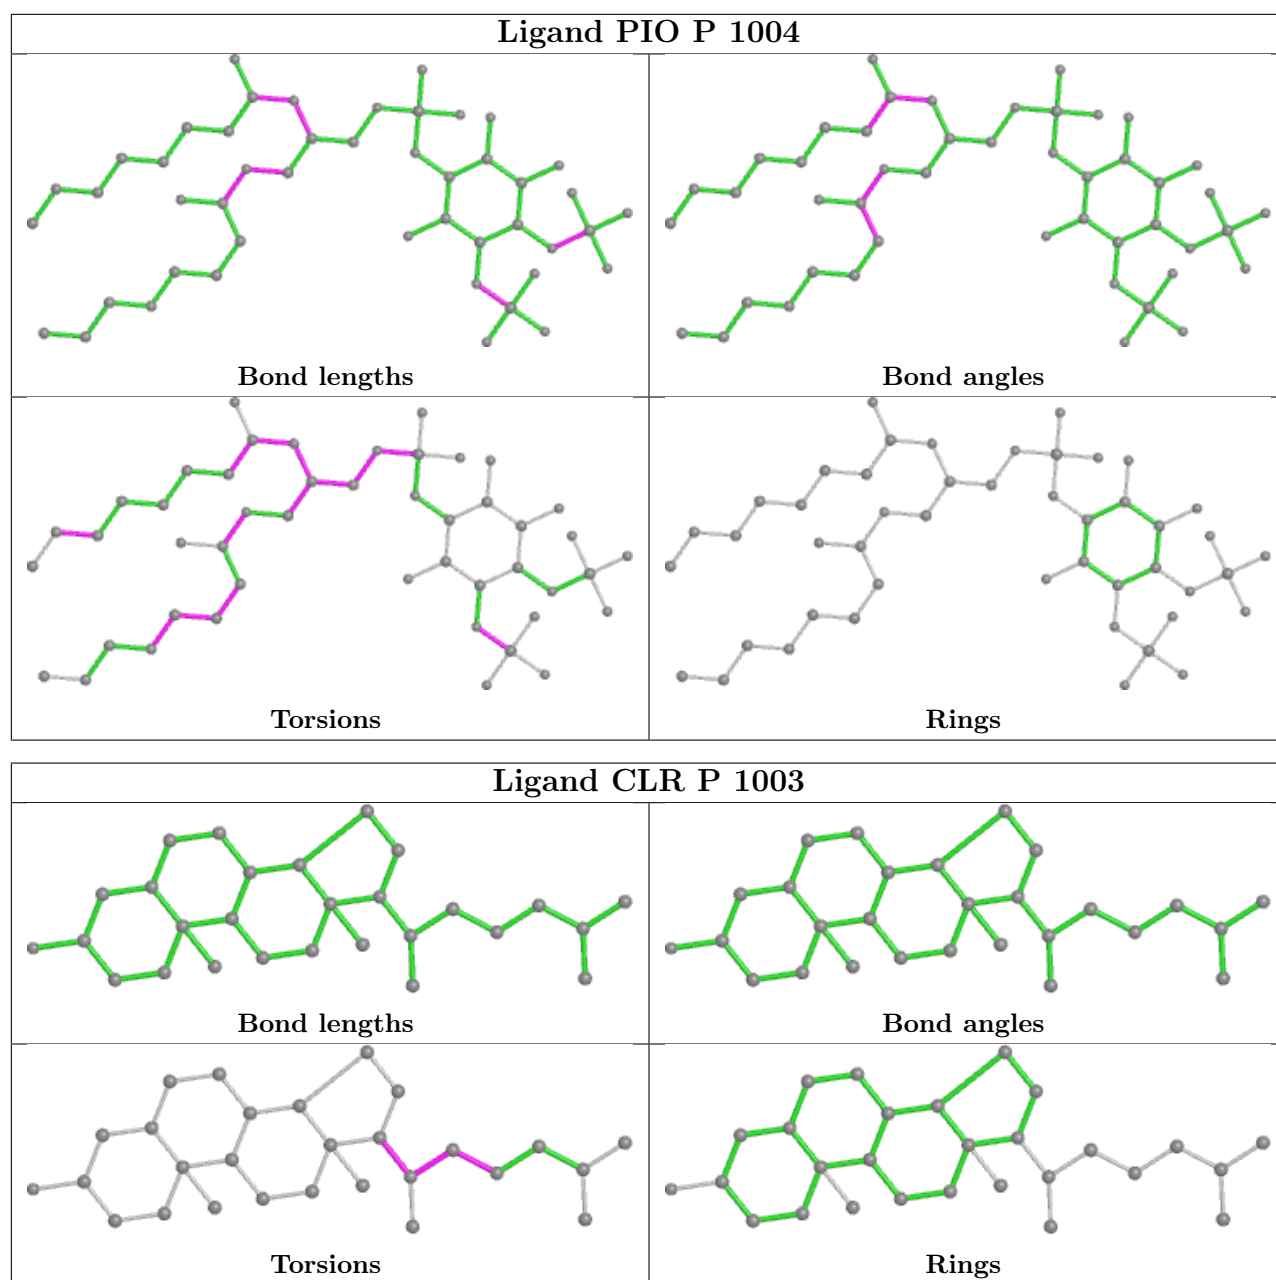 Ligand PIO P 1004
Bond lengths
Bond angles
Torsions
Rings
Ligand CLR P 1003
Bond lengths
Bond angles
Torsions
Rings